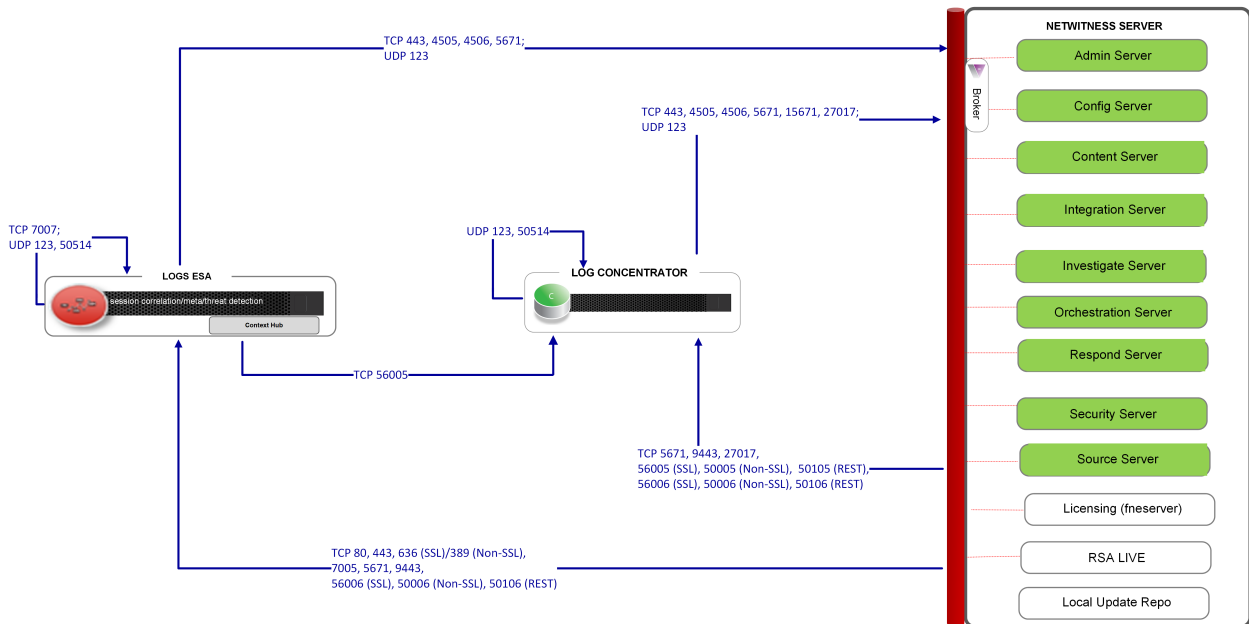 NETWITNESS SERVER
TCP 443, 4505, 4506, 5671;
UDP 123
Admin Server
Broker
Config Server
TCP 443, 4505, 4506, 5671, 15671, 27017;
UDP 123
Content Server
Integration Server
TCP 7007;
UDP 123, 50514
UDP 123, 50514
Investigate Server
LOGS ESA
LOG CONCENTRATOR
session correlation/meta/threat detection
C
Context Hub
Orchestration Server
Respond Server
TCP 56005
Security Server
TCP 5671, 9443, 27017,
56005 (SSL), 50005 (Non-SSL), 50105 (REST),
56006 (SSL), 50006 (Non-SSL), 50106 (REST)
Source Server
Licensing (fneserver)
TCP 80, 443, 636 (SSL)/389 (Non-SSL),
7005, 5671, 9443,
56006 (SSL), 50006 (Non-SSL), 50106 (REST)
RSA LIVE
Local Update Repo